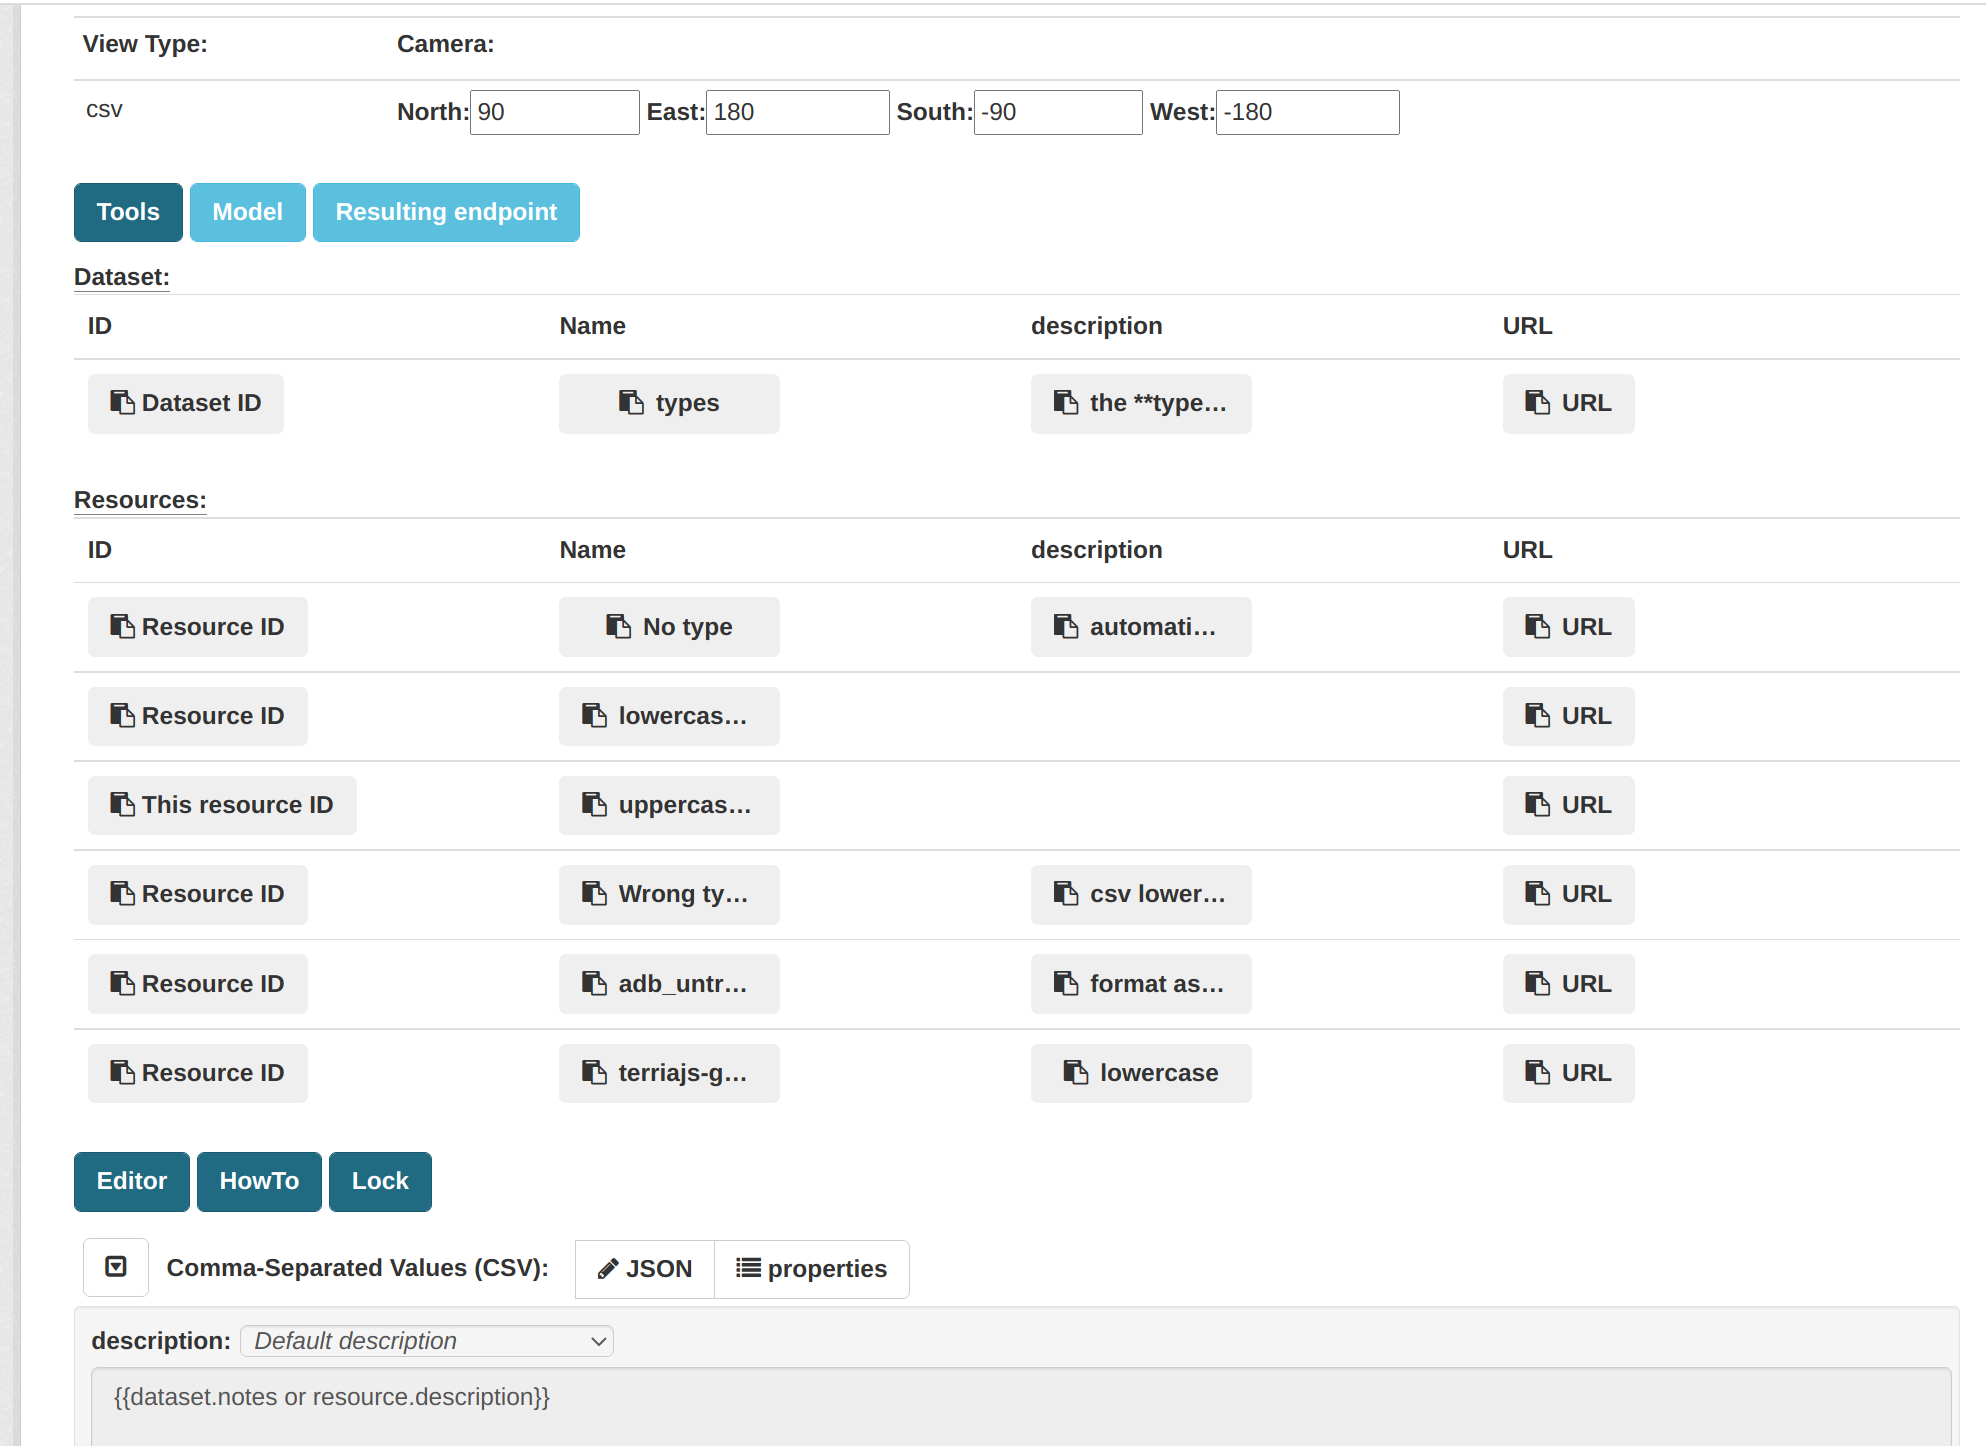 View Type: Camera:
csv North: 90 East: 180 South: -90 West: -180
Tools Model Resulting endpoint
Dataset:
ID Name description URL
Dataset ID types the **type... URL
Resources:
ID Name description URL
Resource ID No type automati... URL
Resource ID lowercas... URL
This resource ID uppercas... URL
Resource ID Wrong ty... csv lower... URL
Resource ID adb_untr... format as... URL
Resource ID terriajs-g... lowercase URL
Editor HowTo Lock
Comma-Separated Values (CSV): JSON properties
description: Default description
{{dataset.notes or resource.description}}